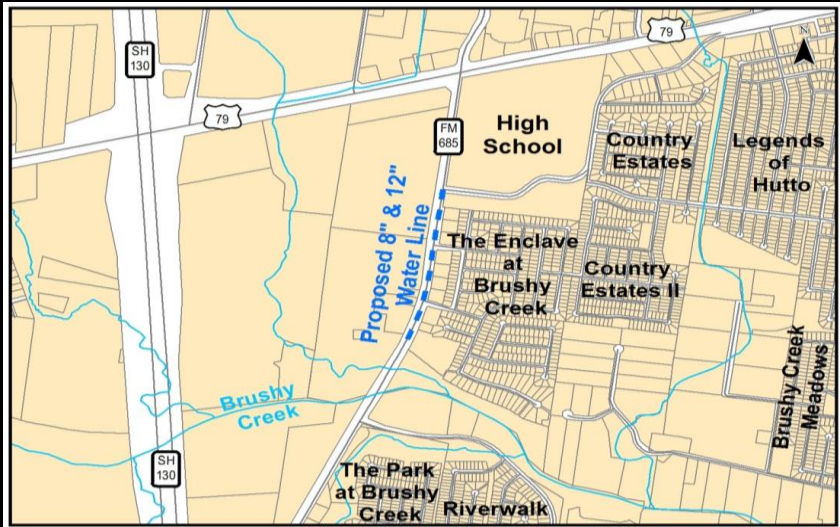 SH
130
79
N
79
FM
685
High
School
Country
Estates
Legends
of
Hutto
Proposed 8" & 12"
Water Line
The Enclave
at
Brushy
Creek
Country
Estates II
Brushy Creek
Meadows
Brushy
Creek
SH
130
The Park
at Brushy
Creek
Riverwalk